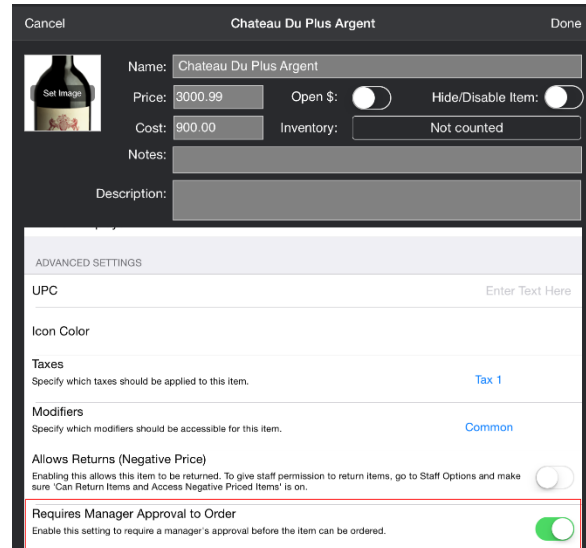 Cancel Chateau Du Plus Argent Done
Set Image
Name: Chateau Du Plus Argent
Price: 3000.99 Open $: Hide/Disable Item:
Cost: 900.00 Inventory: Not counted
Notes:
Description:
ADVANCED SETTINGS
UPC Enter Text Here
Icon Color
Taxes
Specify which taxes should be applied to this item. Tax 1
Modifiers
Specify which modifiers should be accessible for this item. Common
Allows Returns (Negative Price)
Enabling this allows this item to be returned. To give staff permission to return items, go to Staff Options and make
sure 'Can Return Items and Access Negative Priced Items' is on.
Requires Manager Approval to Order
Enable this setting to require a manager's approval before the item can be ordered.